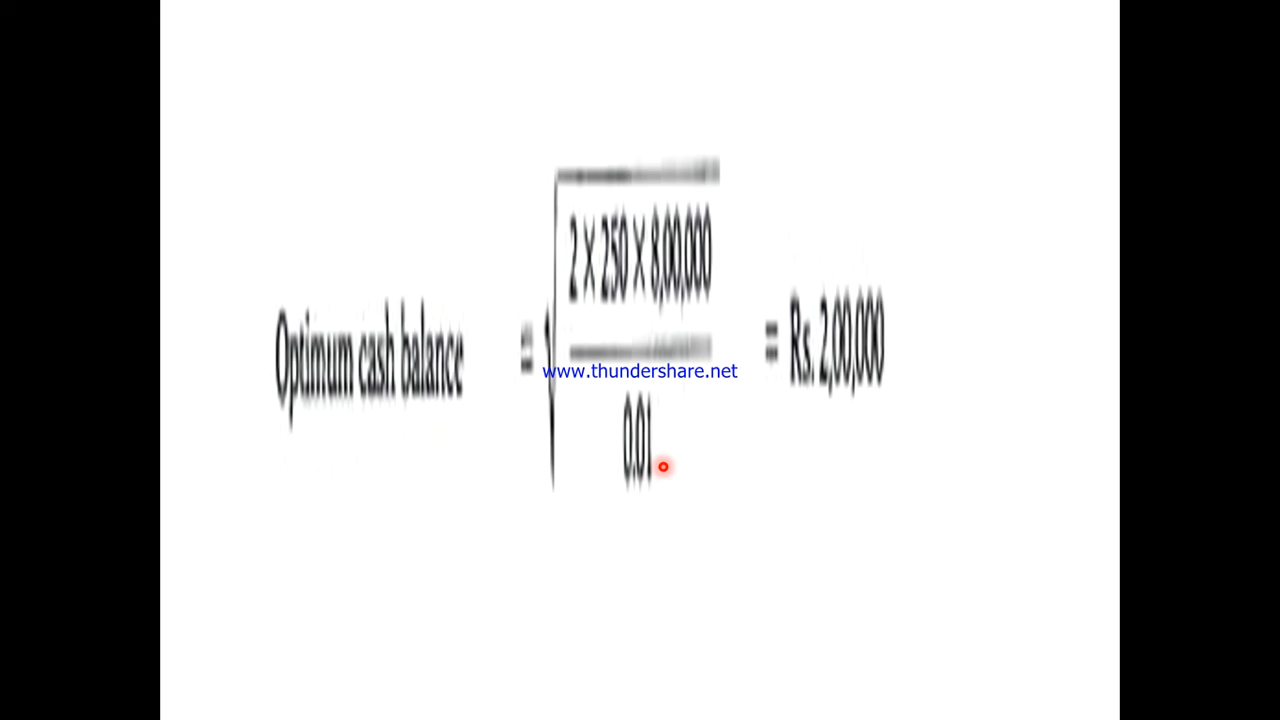 2 × 250 × 8,00,000
Optimum cash balance = √ = Rs. 2,00,000
www.thundershare.net
0.01